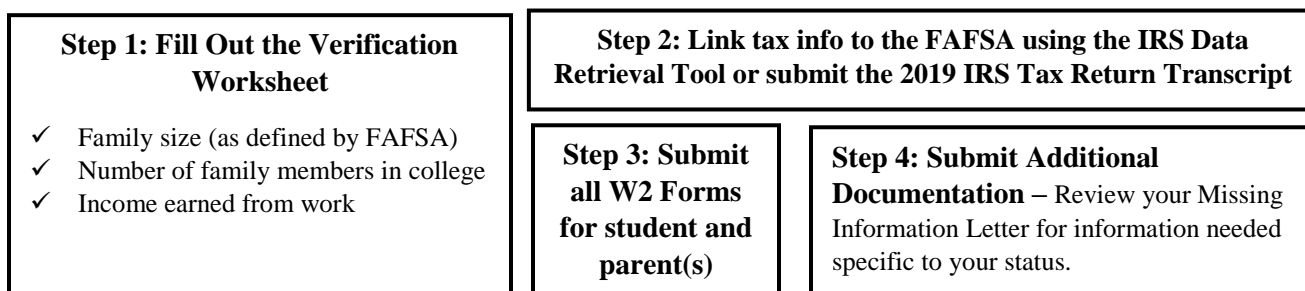 Step 1: Fill Out the Verification
Worksheet
✓ Family size (as defined by FAFSA)
✓ Number of family members in college
✓ Income earned from work
Step 2: Link tax info to the FAFSA using the IRS Data
Retrieval Tool or submit the 2019 IRS Tax Return Transcript
Step 3: Submit
all W2 Forms
for student and
parent(s)
Step 4: Submit Additional
Documentation – Review your Missing
Information Letter for information needed
specific to your status.